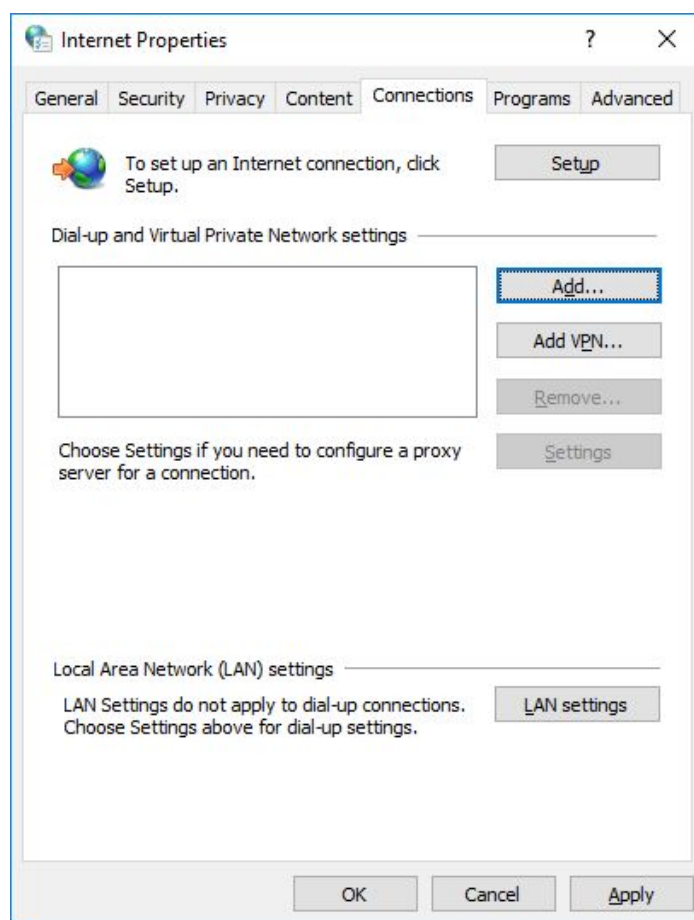 Internet Properties
?
General Security Privacy Content Connections Programs Advanced
To set up an Internet connection, click
Setup.
Setup
Dial-up and Virtual Private Network settings
Add...
Add VPN...
Remove...
Choose Settings if you need to configure a proxy
server for a connection.
Settings
Local Area Network (LAN) settings
LAN Settings do not apply to dial-up connections.
Choose Settings above for dial-up settings.
LAN settings
OK Cancel Apply